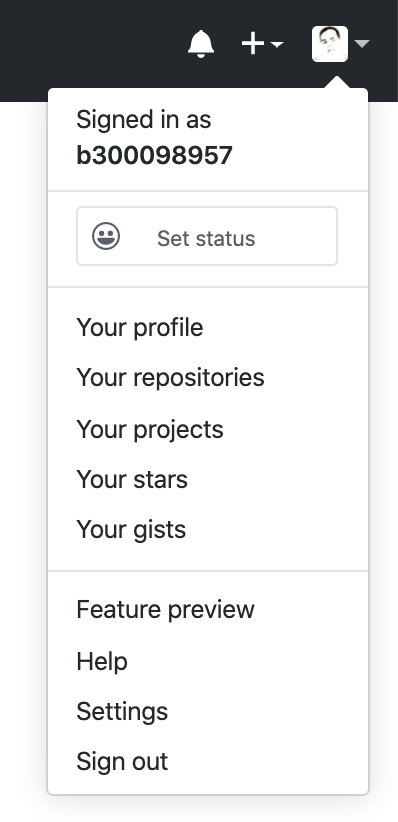 Signed in as
b300098957
Set status
Your profile
Your repositories
Your projects
Your stars
Your gists
Feature preview
Help
Settings
Sign out